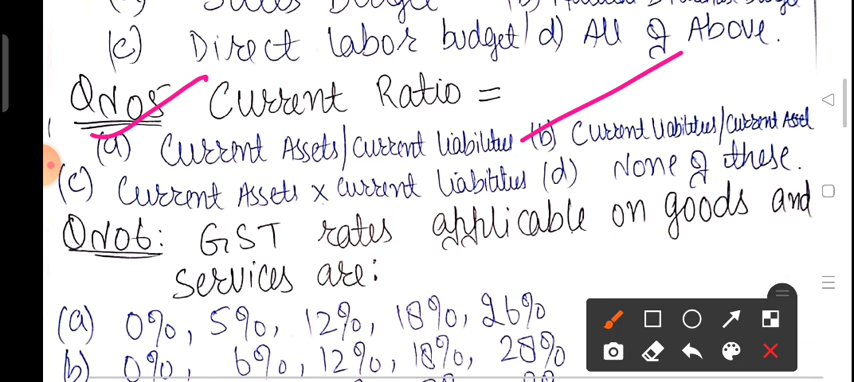 (c) Direct labor budget (d) All of Above.
QNo5 Current Ratio =
(a) Current Assets/Current liabilities (b) Current liabilities/Current Asset
(c) Current Assets x current liabilities (d) None of these.
QNo6: GST rates applicable on goods and
services are:
(a) 0%, 5%, 12%, 18%, 26%
(b) 0%, 6%, 12%, 18%, 28%